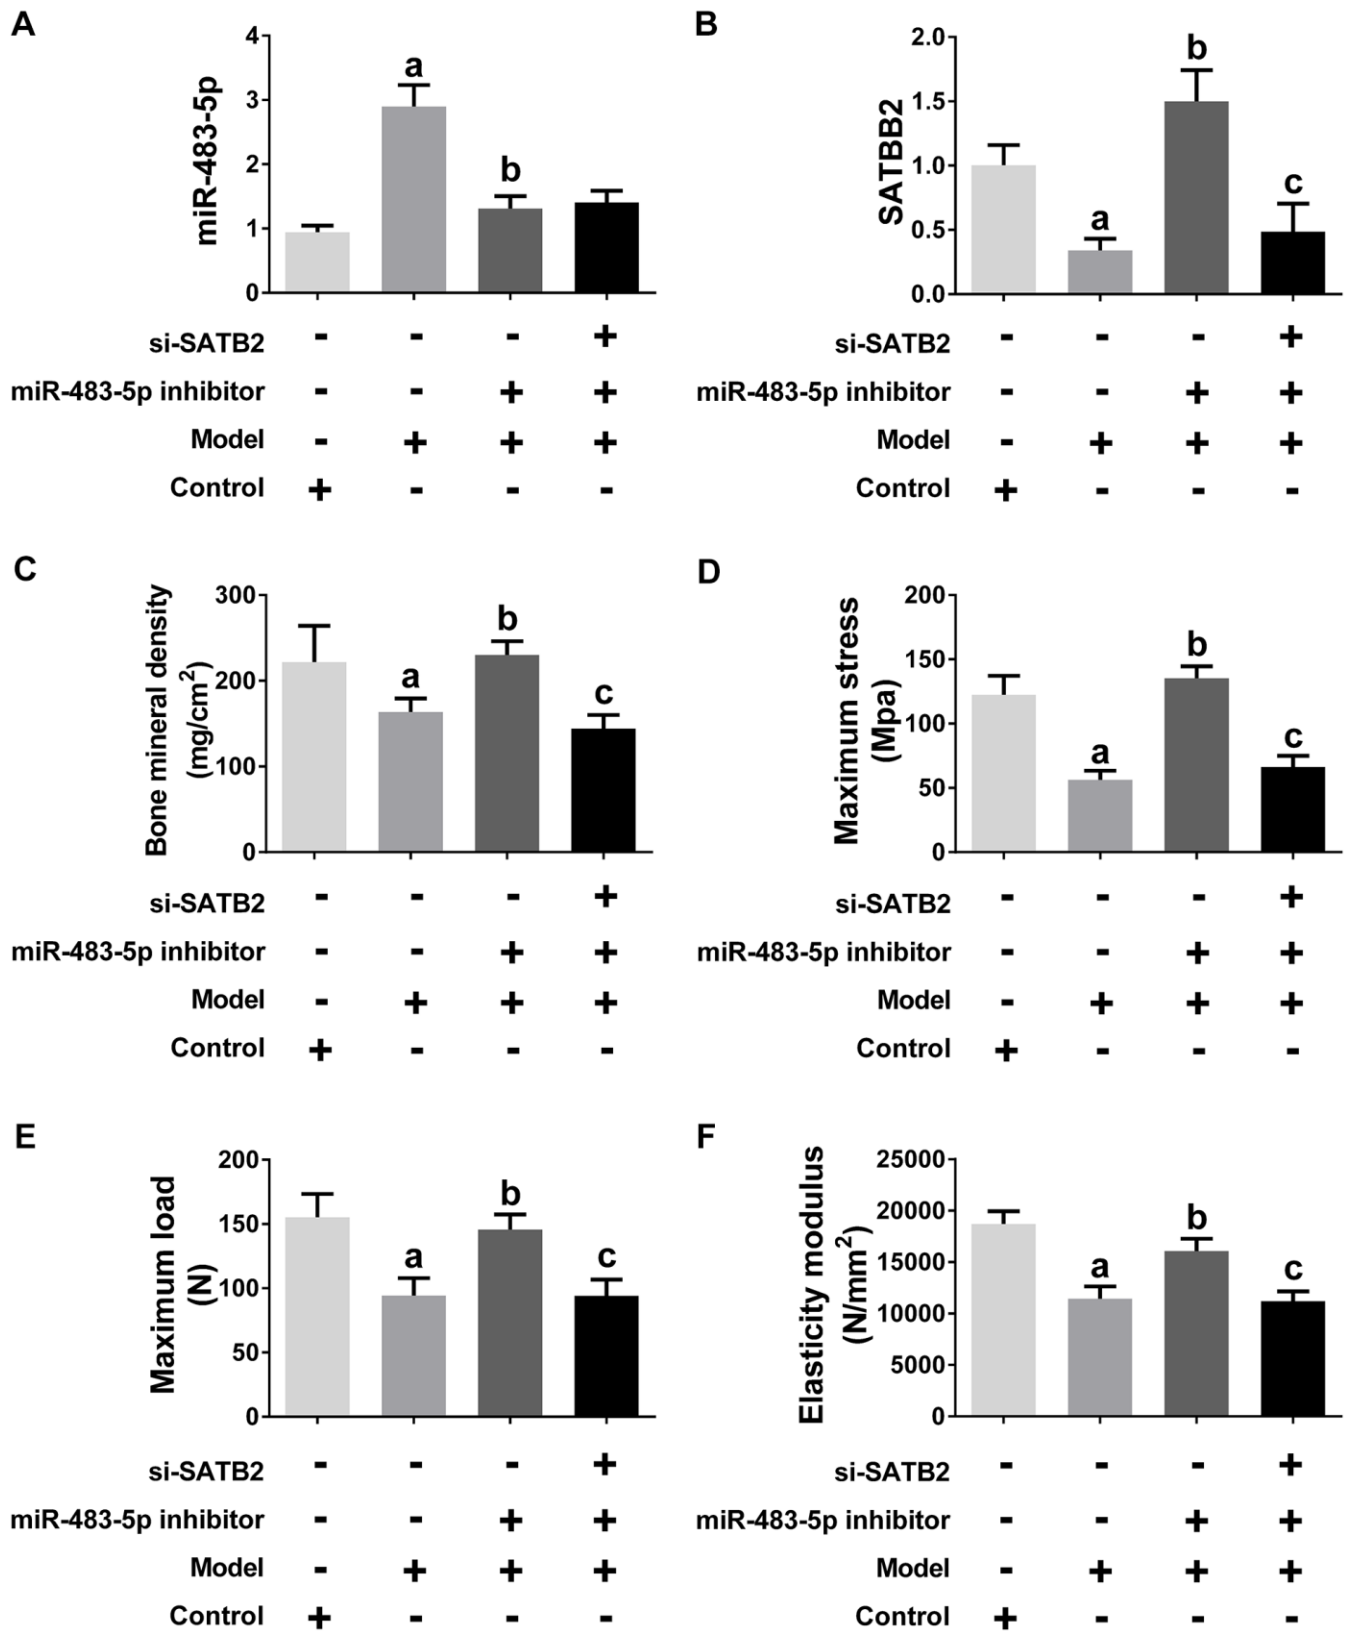 A
miR-483-5p
4
3
2
1
0
a
b
si-SATB2 - - - +
miR-483-5p inhibitor - - + +
Model - + + +
Control + - - -
B
SATBB2
2.0
1.5
1.0
0.5
0.0
a
b
c
si-SATB2 - - - +
miR-483-5p inhibitor - - + +
Model - + + +
Control + - - -
C
Bone mineral density
(mg/cm²)
300
200
100
0
a
b
c
si-SATB2 - - - +
miR-483-5p inhibitor - - + +
Model - + + +
Control + - - -
D
Maximum stress
(Mpa)
200
150
100
50
0
a
b
c
si-SATB2 - - - +
miR-483-5p inhibitor - - + +
Model - + + +
Control + - - -
E
Maximum load
(N)
200
150
100
50
0
a
b
c
si-SATB2 - - - +
miR-483-5p inhibitor - - + +
Model - + + +
Control + - - -
F
Elasticity modulus
(N/mm²)
25000
20000
15000
10000
5000
0
a
b
c
si-SATB2 - - - +
miR-483-5p inhibitor - - + +
Model - + + +
Control + - - -